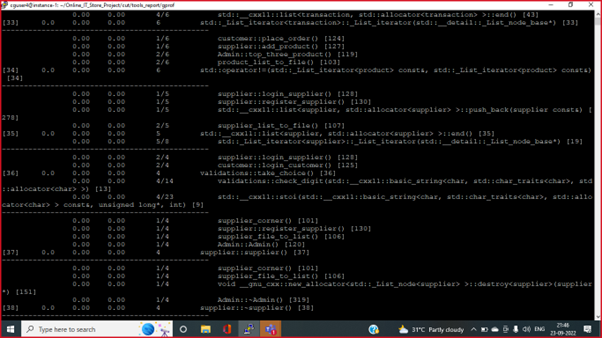 cguser4@instance-1: ~/Online_IT_Store_Project/cut/tools_report/gprof
0.00 0.00 4/6 std::__cxx11::list<transaction, std::allocator<transaction> >::end() [43]
[33] 0.0 0.00 0.00 6 std::_List_iterator<transaction>::_List_iterator(std::__detail::_List_node_base*) [33]
-----------------------------------------------
0.00 0.00 1/6 customer::place_order() [124]
0.00 0.00 1/6 supplier::add_product() [127]
0.00 0.00 2/6 Admin::top_three_product() [119]
0.00 0.00 2/6 product_list_to_file() [103]
[34] 0.0 0.00 0.00 6 std::operator!=(std::_List_iterator<product> const&, std::_List_iterator<product> const&)
[34]
-----------------------------------------------
0.00 0.00 1/5 supplier::login_supplier() [128]
0.00 0.00 1/5 supplier::register_supplier() [130]
0.00 0.00 1/5 std::__cxx11::list<supplier, std::allocator<supplier> >::push_back(supplier const&) [
278]
0.00 0.00 2/5 supplier_list_to_file() [107]
[35] 0.0 0.00 0.00 5 std::__cxx11::list<supplier, std::allocator<supplier> >::end() [35]
0.00 0.00 5/8 std::_List_iterator<supplier>::_List_iterator(std::__detail::_List_node_base*) [19]
-----------------------------------------------
0.00 0.00 2/4 supplier::login_supplier() [128]
0.00 0.00 2/4 customer::login_customer() [125]
[36] 0.0 0.00 0.00 4 validations::take_choice() [36]
0.00 0.00 4/14 validations::check_digit(std::__cxx11::basic_string<char, std::char_traits<char>, std
::allocator<char> >) [13]
0.00 0.00 4/23 std::__cxx11::stoi(std::__cxx11::basic_string<char, std::char_traits<char>, std::allo
cator<char> > const&, unsigned long*, int) [9]
-----------------------------------------------
0.00 0.00 1/4 supplier_corner() [101]
0.00 0.00 1/4 supplier::register_supplier() [130]
0.00 0.00 1/4 supplier_file_to_list() [106]
0.00 0.00 1/4 Admin::Admin() [120]
[37] 0.0 0.00 0.00 4 supplier::supplier() [37]
-----------------------------------------------
0.00 0.00 1/4 supplier_corner() [101]
0.00 0.00 1/4 supplier_file_to_list() [106]
0.00 0.00 1/4 void __gnu_cxx::new_allocator<std::_List_node<supplier> >::destroy<supplier>(supplier
*) [151]
0.00 0.00 1/4 Admin::~Admin() [319]
[38] 0.0 0.00 0.00 4 supplier::~supplier() [38]
-----------------------------------------------
Type here to search
31°C Partly cloudy
ENG
21:46
23-09-2022